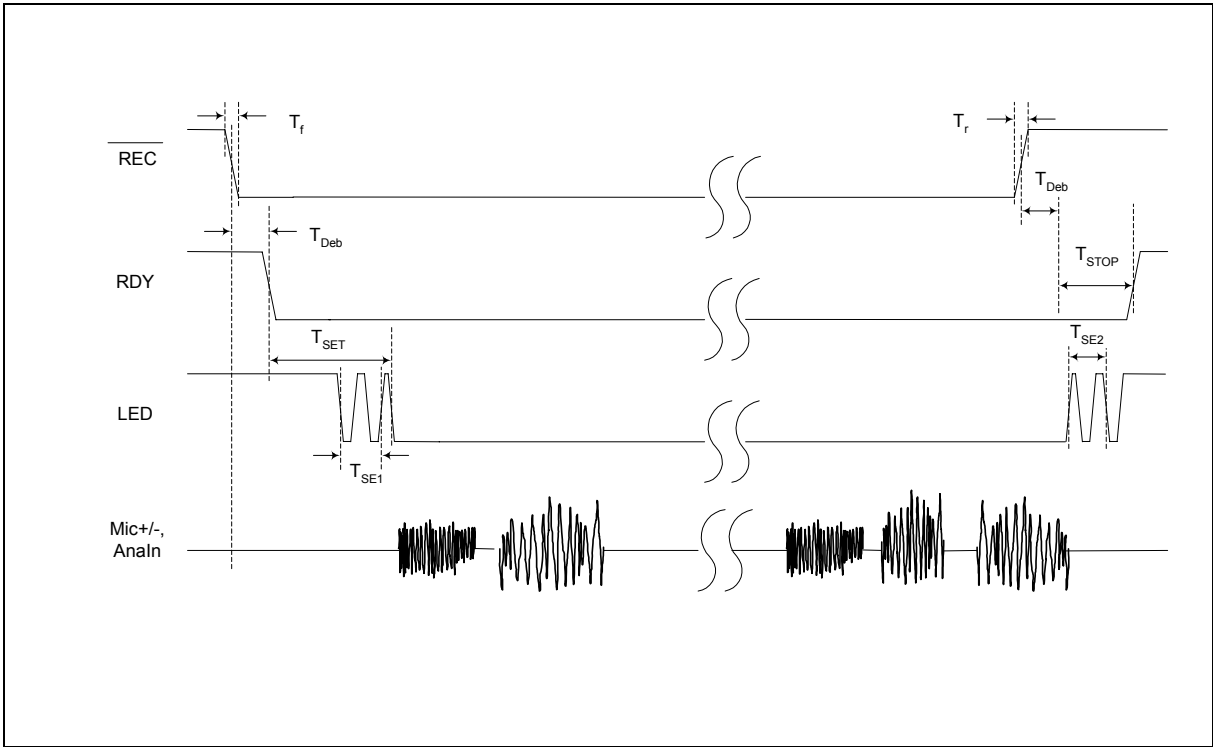 T_f
T_r
REC
T_Deb
T_Deb
RDY
T_STOP
T_SET
T_SE2
LED
T_SE1
Mic+/-,
AnaIn